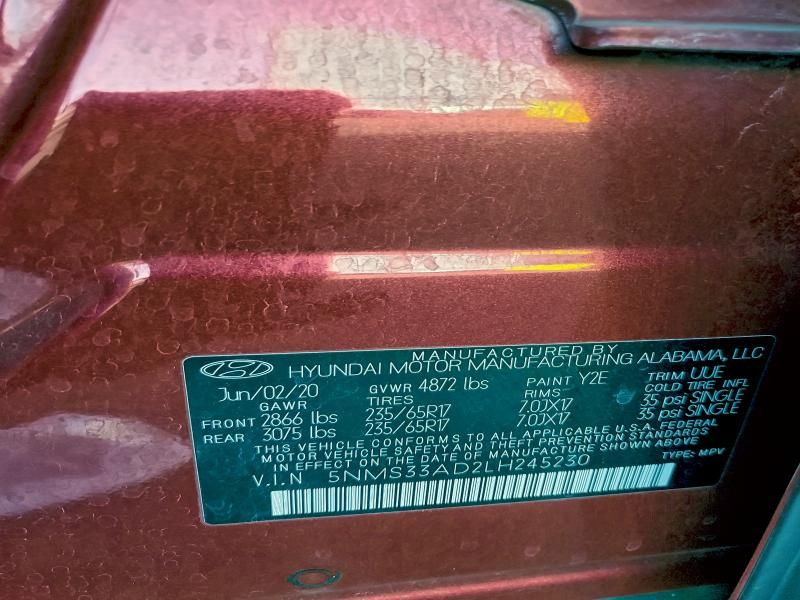 MANUFACTURED BY
HYUNDAI MOTOR MANUFACTURING ALABAMA, LLC
Jun/02/20 GVWR 4872 lbs PAINT Y2E TRIM UUE
GAWR TIRES RIMS COLD TIRE INFL
FRONT 2866 lbs 235/65R17 7.0JX17 35 psi SINGLE
REAR 3075 lbs 235/65R17 7.0JX17 35 psi SINGLE
THIS VEHICLE CONFORMS TO ALL APPLICABLE U.S.A. FEDERAL
MOTOR VEHICLE SAFETY AND THEFT PREVENTION STANDARDS
IN EFFECT ON THE DATE OF MANUFACTURE SHOWN ABOVE
V.I.N 5NMS33AD2LH245230 TYPE: MPV